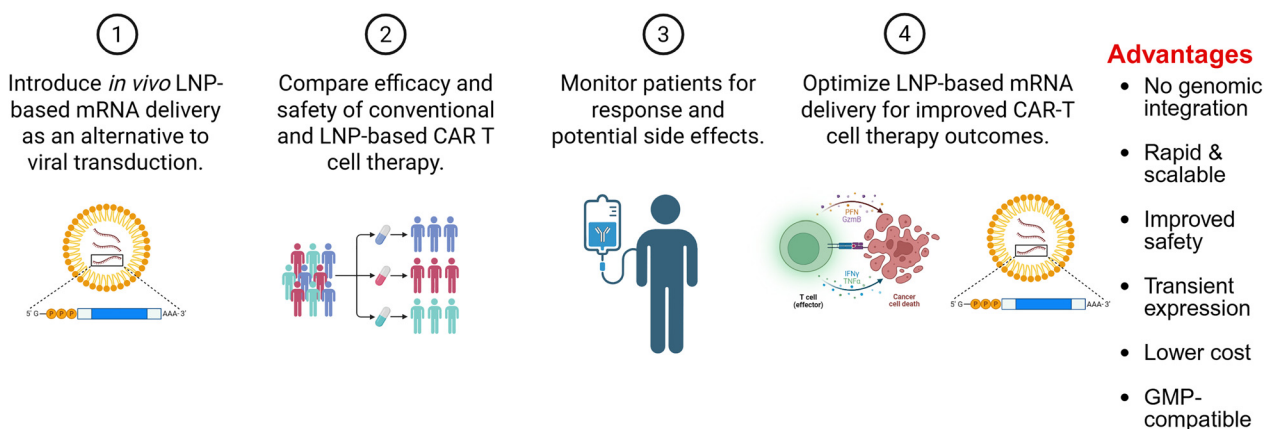 1
Introduce in vivo LNP-
based mRNA delivery
as an alternative to
viral transduction.
5' G
P P P
AAA- 3'
2
Compare efficacy and
safety of conventional
and LNP-based CAR T
cell therapy.
3
Monitor patients for
response and
potential side effects.
4
Optimize LNP-based mRNA
delivery for improved CAR-T
cell therapy outcomes.
PFN
GzmB
IFNγ
TNFα
T cell
(effector)
Cancer
cell death
5' G
P P P
AAA- 3'
Advantages
• No genomic
integration
• Rapid &
scalable
• Improved
safety
• Transient
expression
• Lower cost
• GMP-
compatible